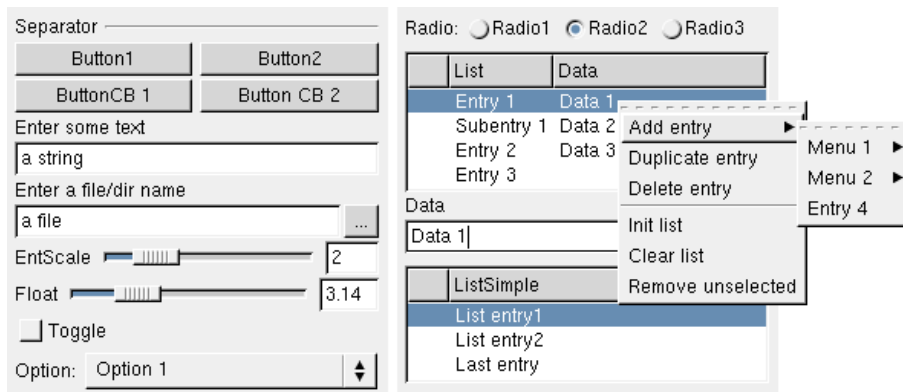 Separator
Button1 Button2
ButtonCB 1 Button CB 2
Enter some text
a string
Enter a file/dir name
a file ...
EntScale 2
Float 3.14
Toggle
Option: Option 1
Radio: Radio1 Radio2 Radio3
List Data
Entry 1 Data 1
Subentry 1 Data 2
Entry 2 Data 3
Entry 3
Data
Data 1
ListSimple
List entry1
List entry2
Last entry
Add entry
Duplicate entry
Delete entry
Init list
Clear list
Remove unselected
Menu 1
Menu 2
Entry 4